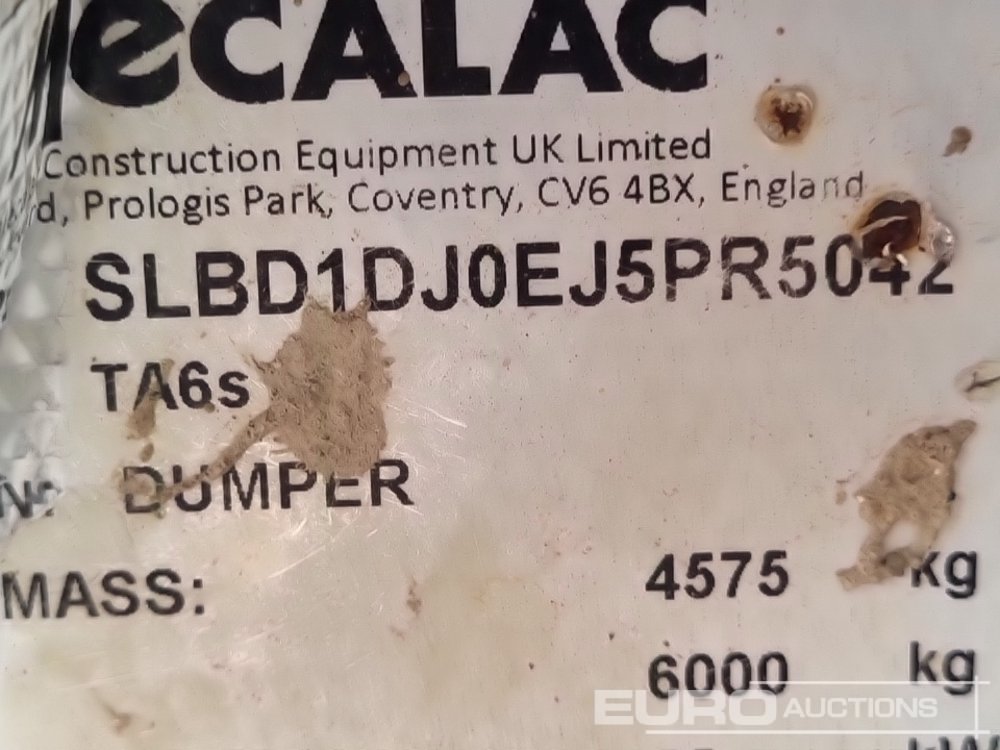 MECALAC
Construction Equipment UK Limited
Prologis Park, Coventry, CV6 4BX, England
SLBD1DJ0EJ5PR5042
TA6s
DUMPER
MASS: 4575 kg
6000 kg
EURO AUCTIONS